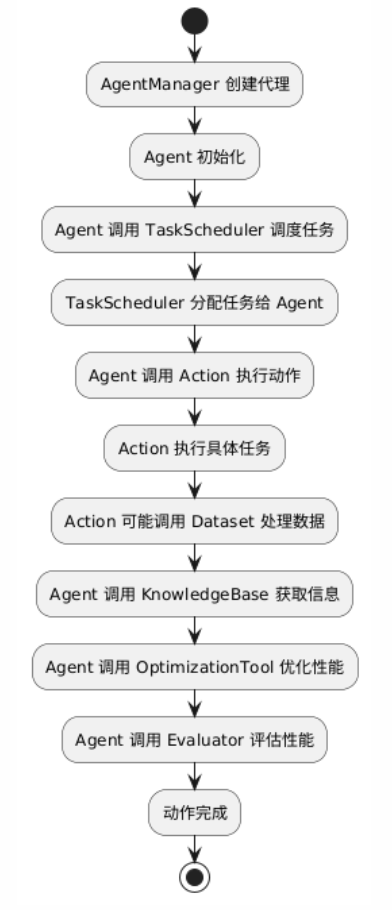 AgentManager 创建代理
Agent 初始化
Agent 调用 TaskScheduler 调度任务
TaskScheduler 分配任务给 Agent
Agent 调用 Action 执行动作
Action 执行具体任务
Action 可能调用 Dataset 处理数据
Agent 调用 KnowledgeBase 获取信息
Agent 调用 OptimizationTool 优化性能
Agent 调用 Evaluator 评估性能
动作完成